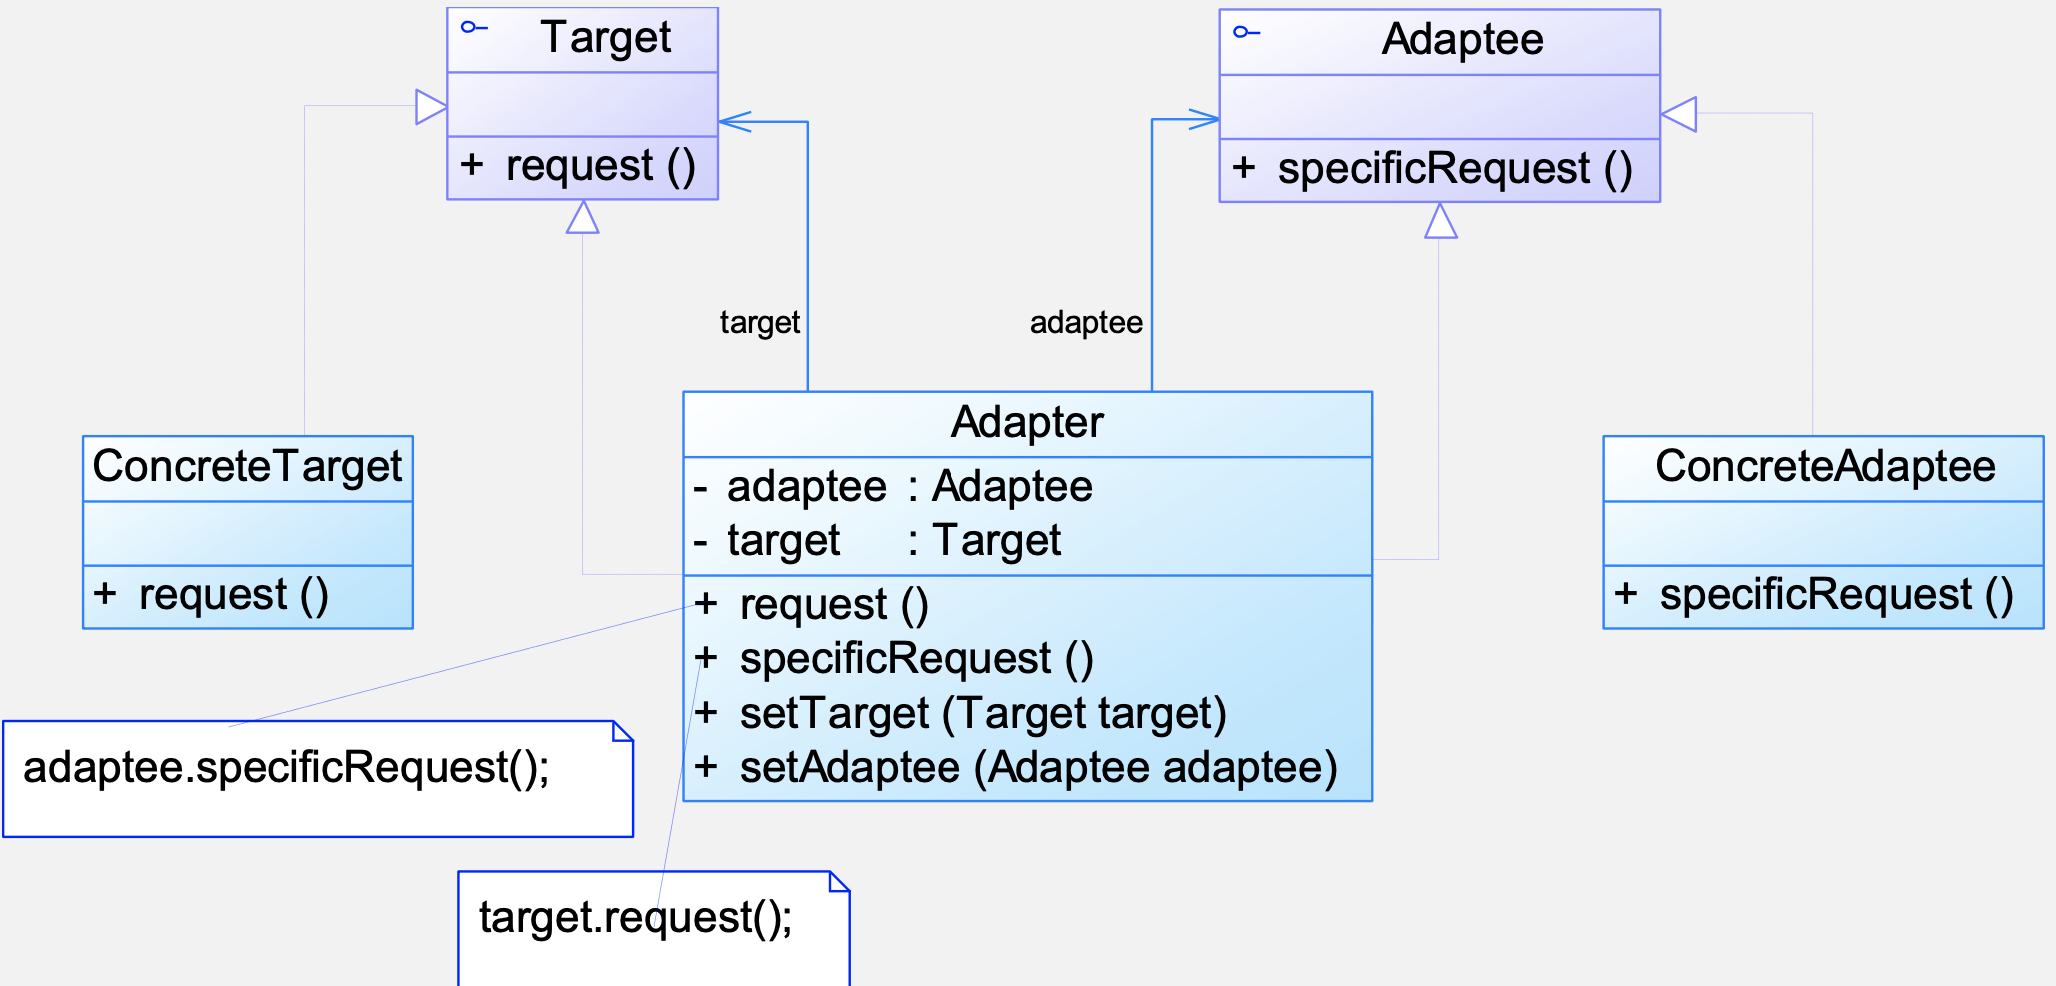 Target
+ request ()
Adaptee
+ specificRequest ()
target
adaptee
ConcreteTarget
+ request ()
Adapter
- adaptee : Adaptee
- target : Target
+ request ()
+ specificRequest ()
+ setTarget (Target target)
+ setAdaptee (Adaptee adaptee)
ConcreteAdaptee
+ specificRequest ()
adaptee.specificRequest();
target.request();